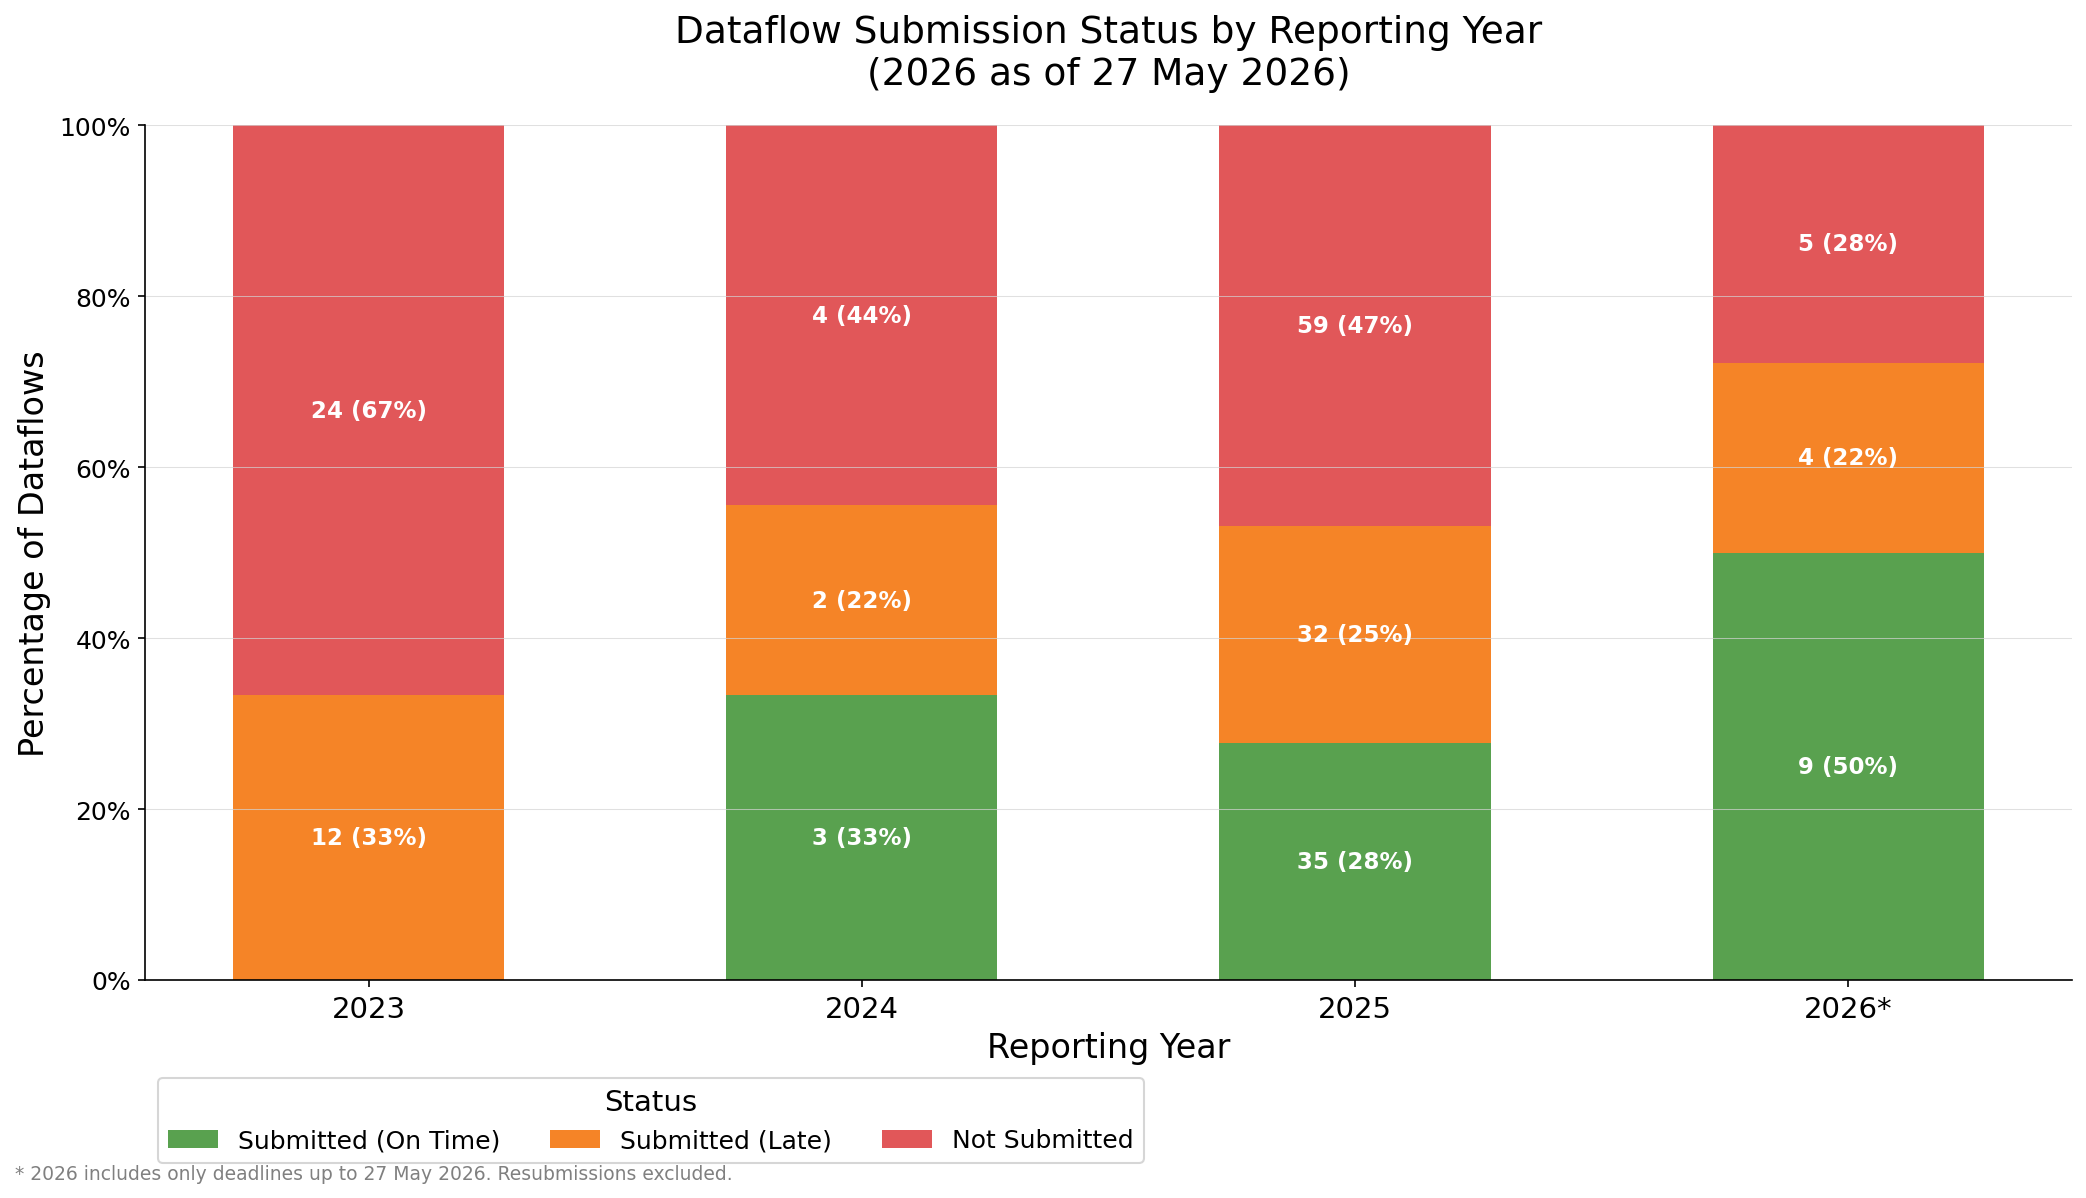 Dataflow Submission Status by Reporting Year
(2026 as of 27 May 2026)
Percentage of Dataflows
100%
80%
60%
40%
20%
0%
24 (67%)
12 (33%)
4 (44%)
2 (22%)
3 (33%)
59 (47%)
32 (25%)
35 (28%)
5 (28%)
4 (22%)
9 (50%)
2023
2024
2025
2026*
Reporting Year
Status
Submitted (On Time)
Submitted (Late)
Not Submitted
* 2026 includes only deadlines up to 27 May 2026. Resubmissions excluded.